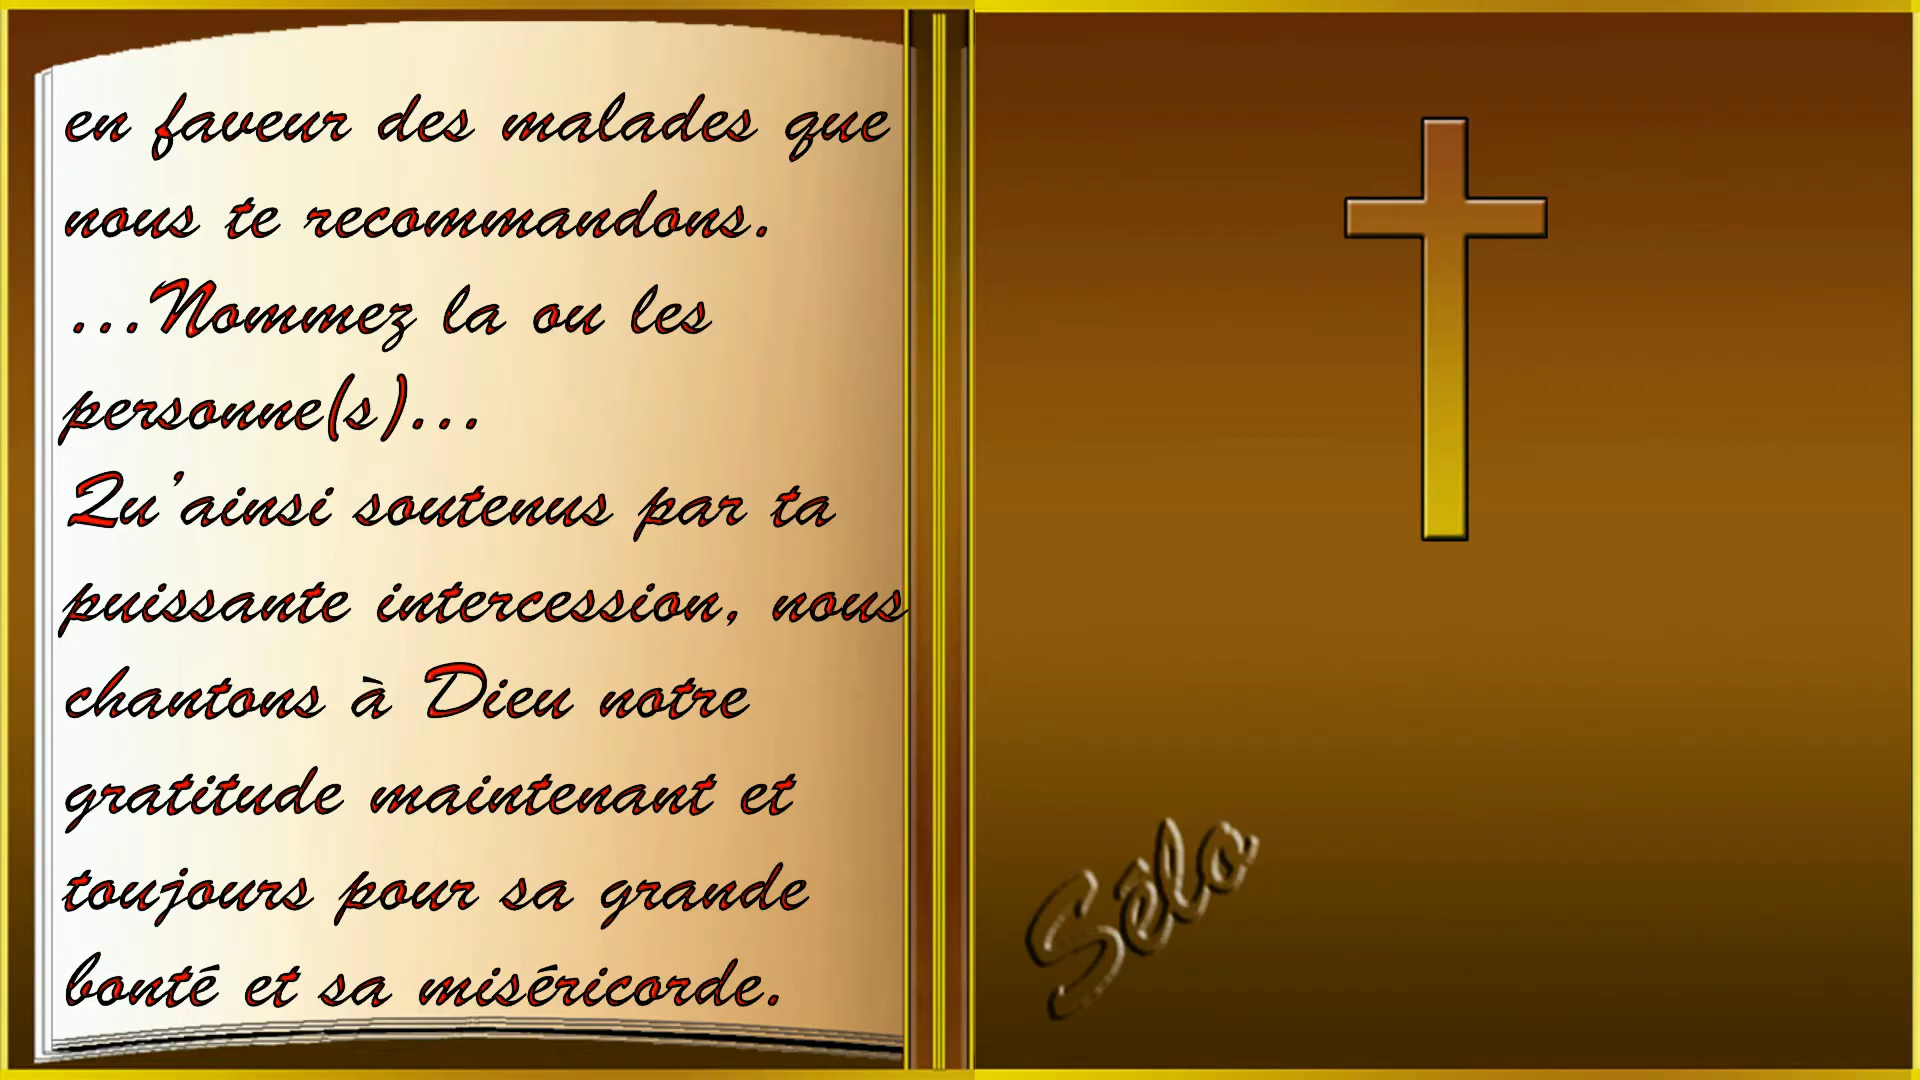 en faveur des malades que
nous te recommandons.
...Nommez la ou les
personne(s)...
Qu'ainsi soutenus par ta
puissante intercession, nous
chantons à Dieu notre
gratitude maintenant et
toujours pour sa grande
bonté et sa miséricorde.
Sélo